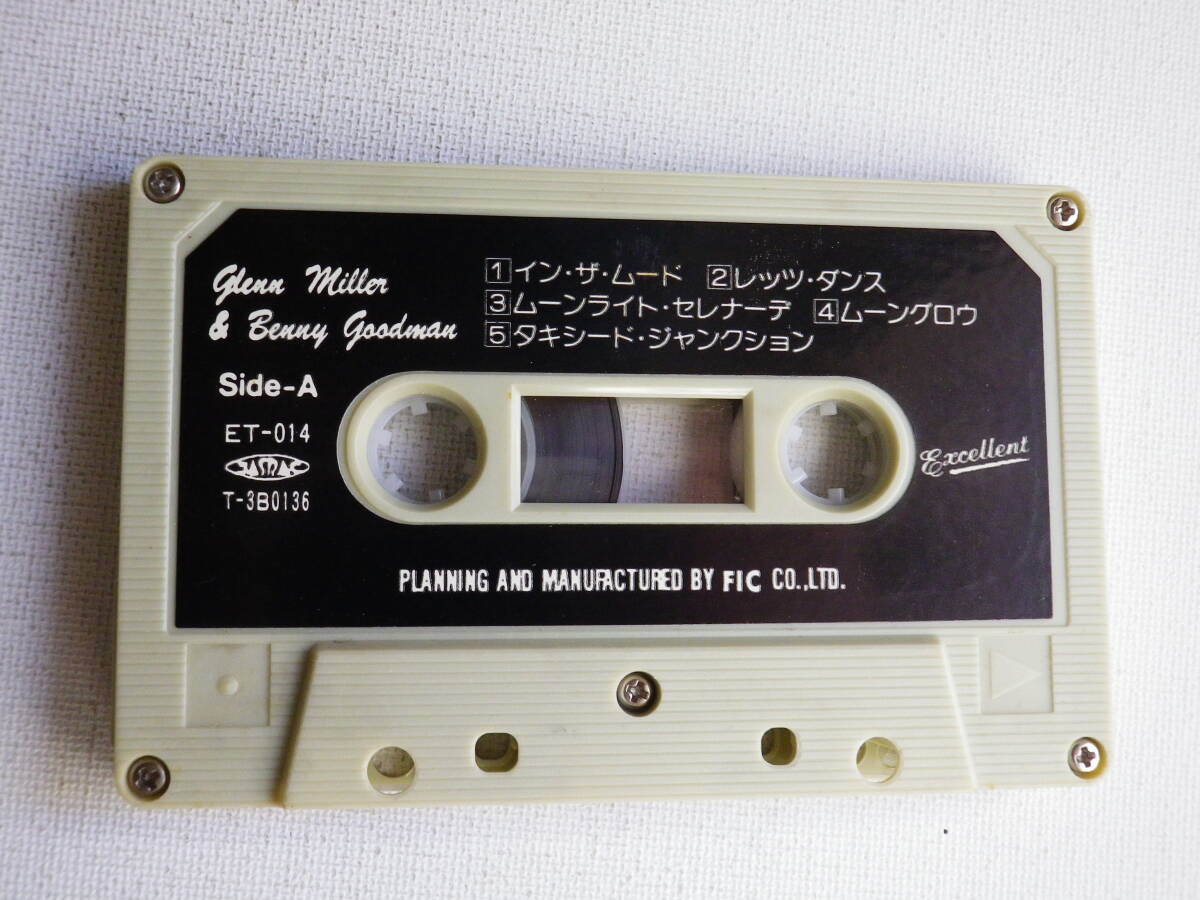 Glenn Miller
& Benny Goodman
1 イン・ザ・ムード 2 レッツ・ダンス
3 ムーンライト・セレナーデ 4 ムーングロウ
5 タキシード・ジャンクション
Side-A
ET-014
JASRAC
T-3B0136
Excellent
PLANNING AND MANUFACTURED BY FIC CO.,LTD.